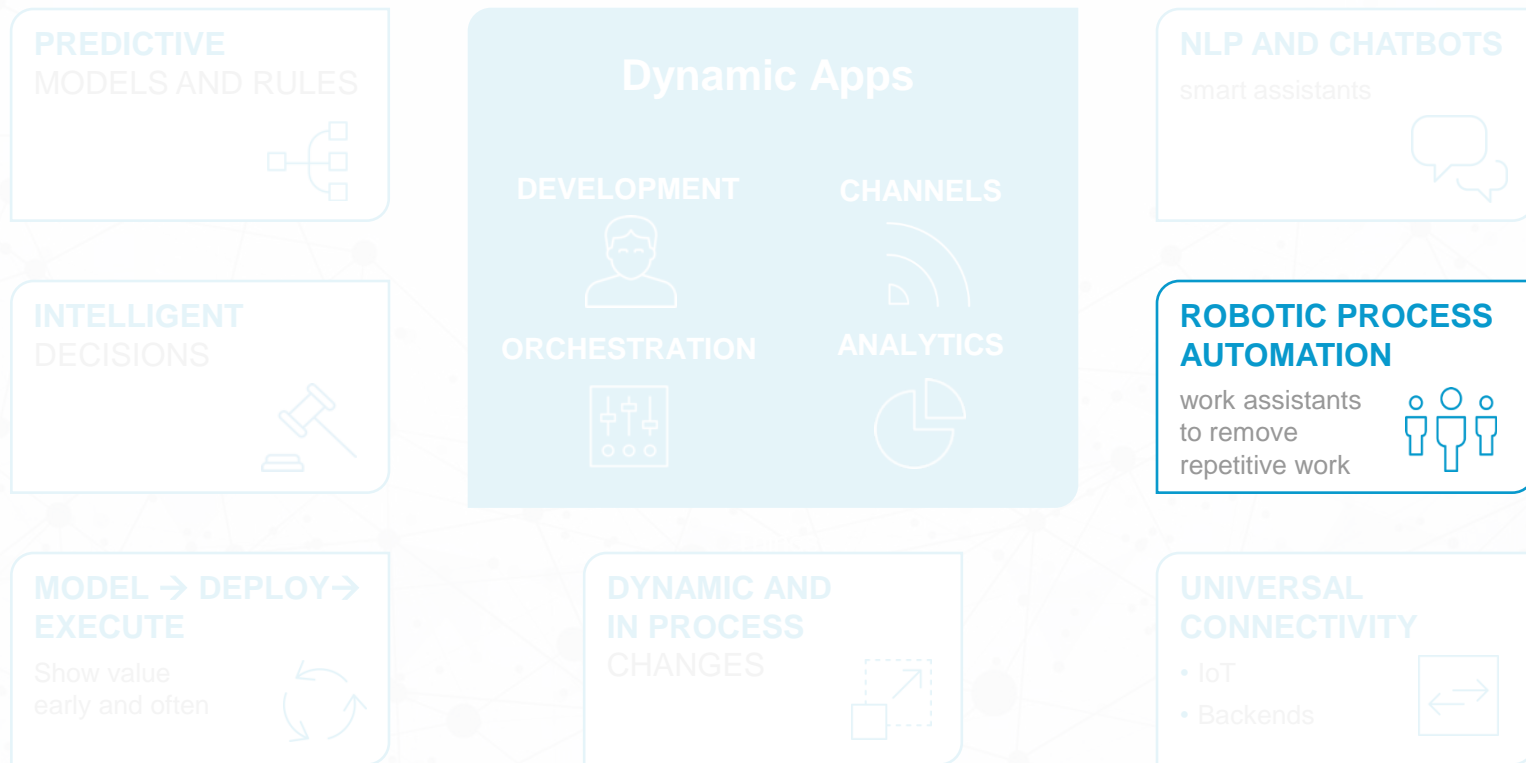 PREDICTIVE
MODELS AND RULES
Dynamic Apps
DEVELOPMENT
CHANNELS
ORCHESTRATION
ANALYTICS
NLP AND CHATBOTS
smart assistants
INTELLIGENT
DECISIONS
ROBOTIC PROCESS
AUTOMATION
work assistants
to remove
repetitive work
MODEL → DEPLOY→
EXECUTE
Show value
early and often
DYNAMIC AND
IN PROCESS
CHANGES
UNIVERSAL
CONNECTIVITY
• IoT
• Backends